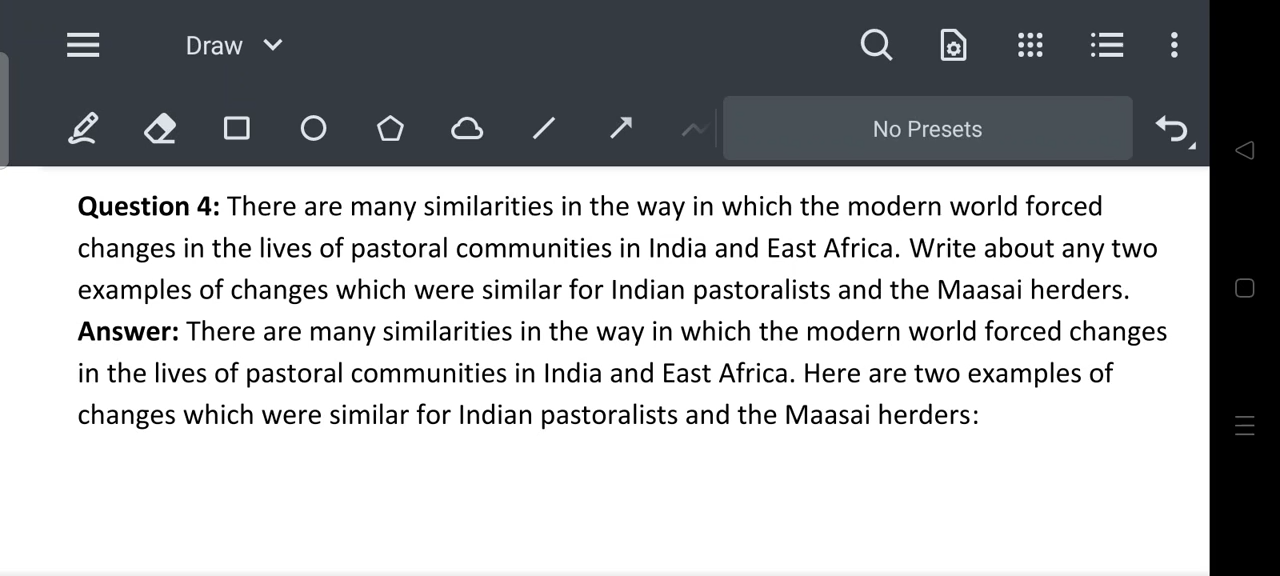 Draw
No Presets
Question 4: There are many similarities in the way in which the modern world forced
changes in the lives of pastoral communities in India and East Africa. Write about any two
examples of changes which were similar for Indian pastoralists and the Maasai herders.
Answer: There are many similarities in the way in which the modern world forced changes
in the lives of pastoral communities in India and East Africa. Here are two examples of
changes which were similar for Indian pastoralists and the Maasai herders: